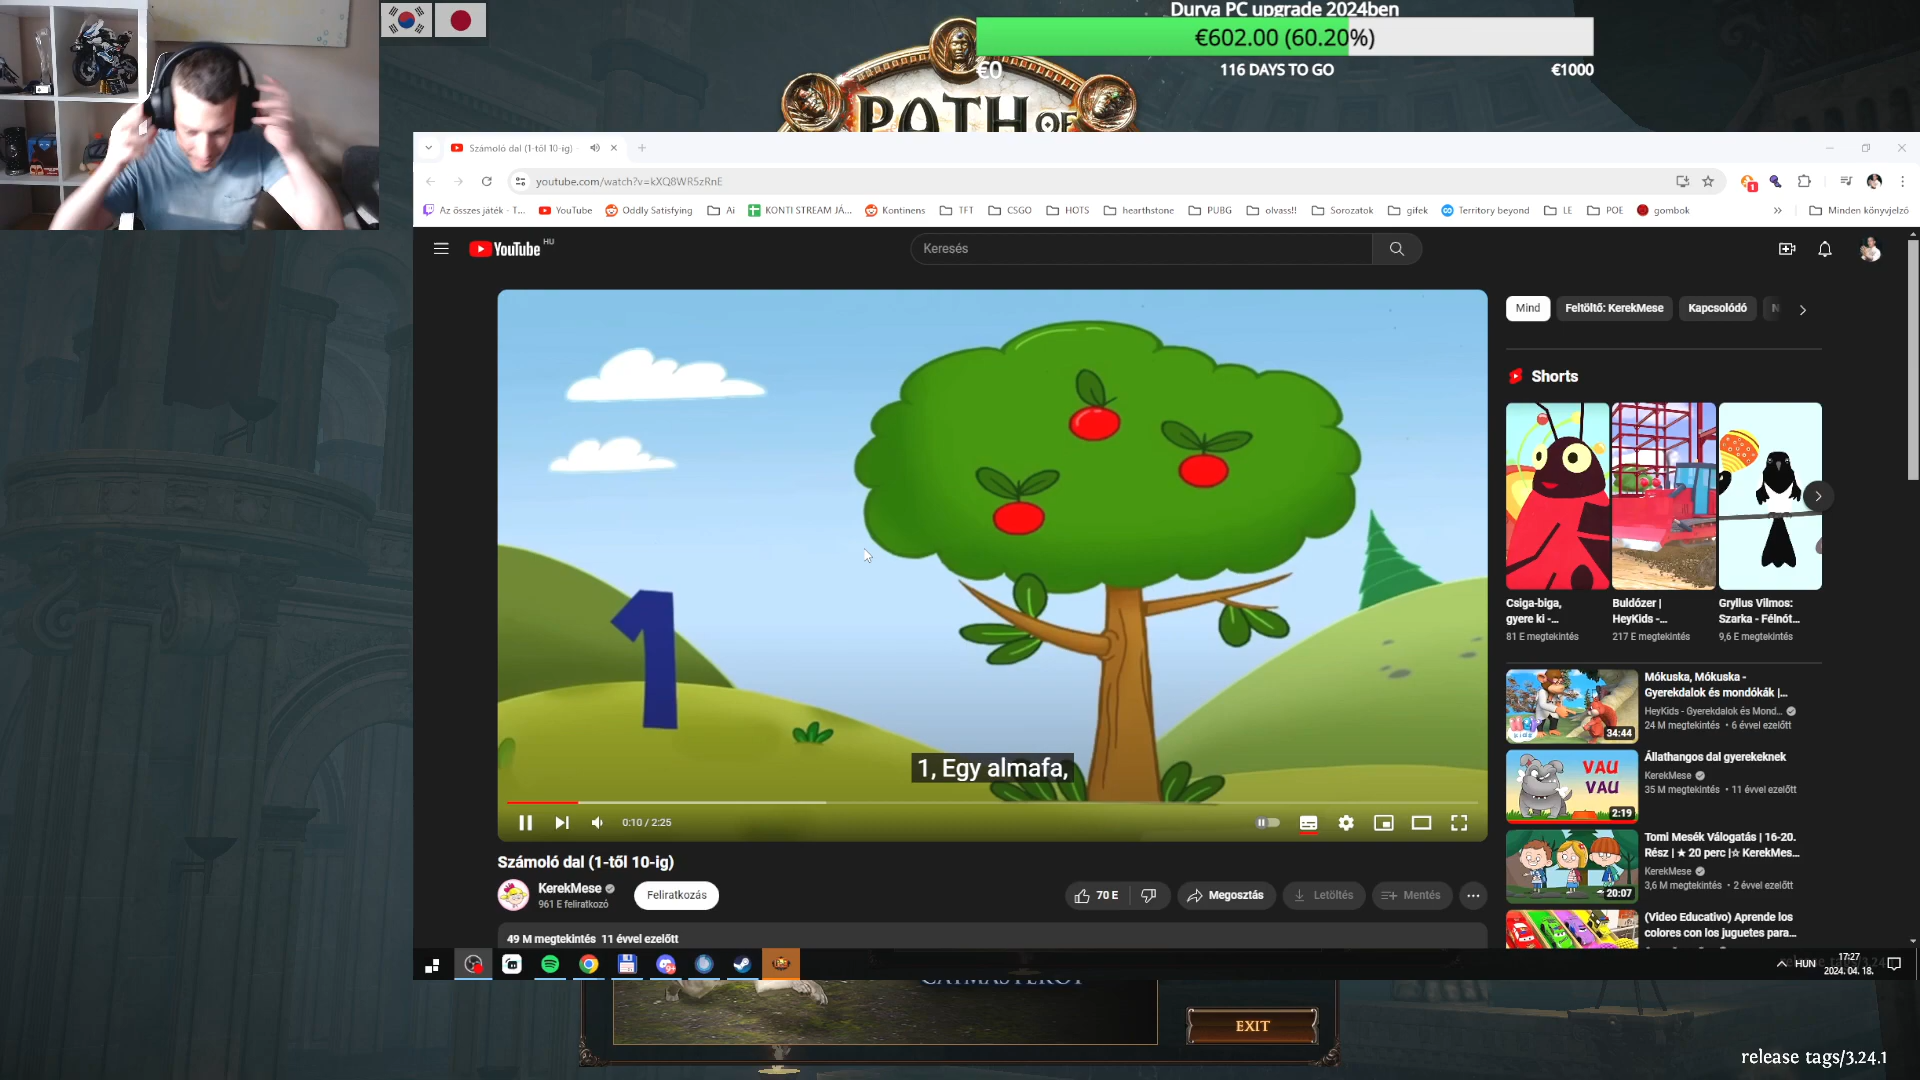 Durva PC upgrade 2024ben
€602.00 (60.20%)
€0
116 DAYS TO GO
€1000
PATH OF
Számoló dal (1-től 10-ig)
youtube.com/watch?v=kXQ8WR5zRnE
1
Az összes játék - T...
YouTube
Oddly Satisfying
Ai
KONTI STREAM JÁ...
Kontinens
TFT
CSGO
HOTS
hearthstone
PUBG
olvass!!
Sorozatok
gifek
Territory beyond
LE
POE
gombok
Minden könyvjelző
YouTube HU
Keresés
Mind
Feltöltő: KerekMese
Kapcsolódó
Shorts
Csiga-biga,
gyere ki -...
81 E megtekintés
Buldózer |
HeyKids -...
217 E megtekintés
Gryllus Vilmos:
Szarka - Félnót...
9,6 E megtekintés
1
1, Egy almafa,
0:10 / 2:25
Számoló dal (1-től 10-ig)
KerekMese
961 E feliratkozó
Feliratkozás
70 E
Megosztás
Letöltés
Mentés
49 M megtekintés 11 évvel ezelőtt
kids
34:44
Mókuska, Mókuska -
Gyerekdalok és mondókák |...
HeyKids - Gyerekdalok és Mond...
24 M megtekintés • 6 évvel ezelőtt
VAU
VAU
2:19
Állathangos dal gyerekeknek
KerekMese
35 M megtekintés • 11 évvel ezelőtt
20:07
Tomi Mesék Válogatás | 16-20.
Rész | ★ 20 perc |☆ KerekMes...
KerekMese
3,6 M megtekintés • 2 évvel ezelőtt
(Video Educativo) Aprende los
colores con los juguetes para...
HUN
17:27
2024. 04. 18.
EXIT
release tags/3.24.1